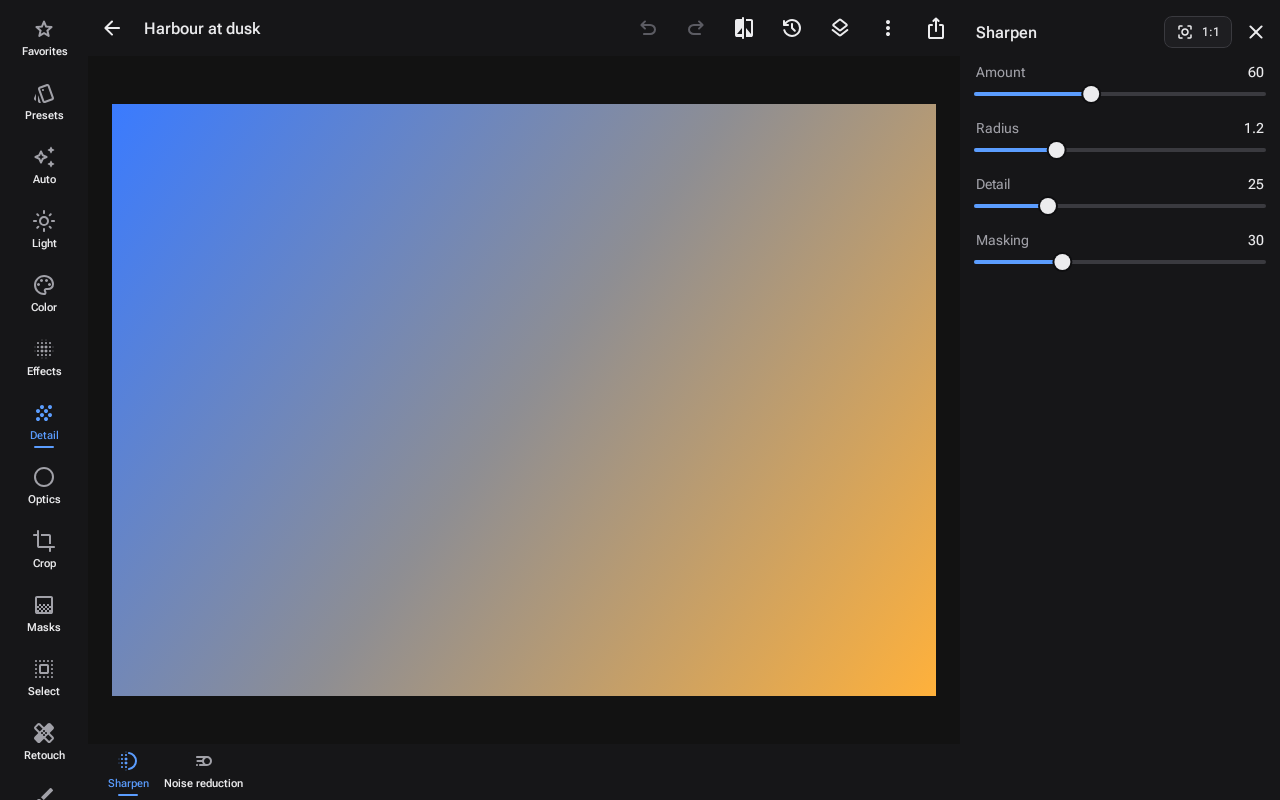 Favorites
Presets
Auto
Light
Color
Effects
Detail
Optics
Crop
Masks
Select
Retouch
Harbour at dusk
Sharpen
Noise reduction
Sharpen
1:1
Amount 60
Radius 1.2
Detail 25
Masking 30